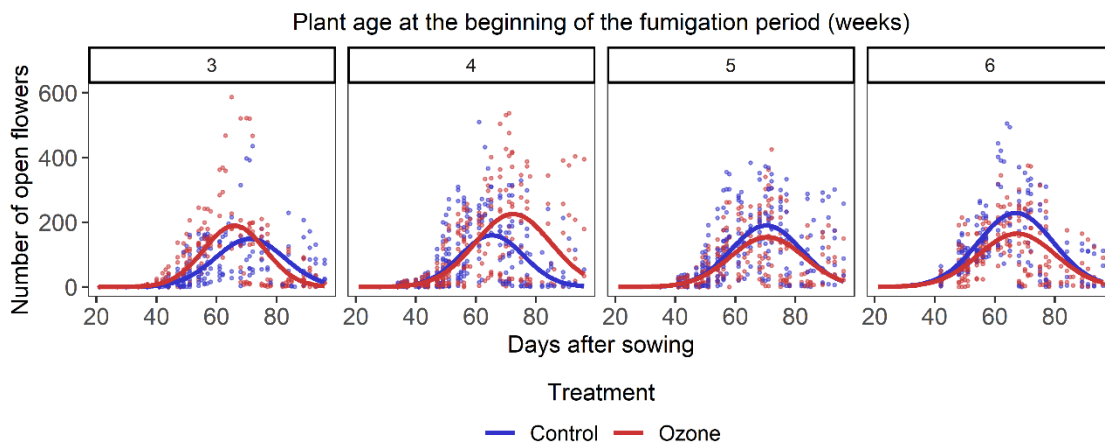 Plant age at the beginning of the fumigation period (weeks)
3 4 5 6
Number of open flowers
600
400
200
0
20 40 60 80 20 40 60 80 20 40 60 80 20 40 60 80
Days after sowing
Treatment
Control Ozone